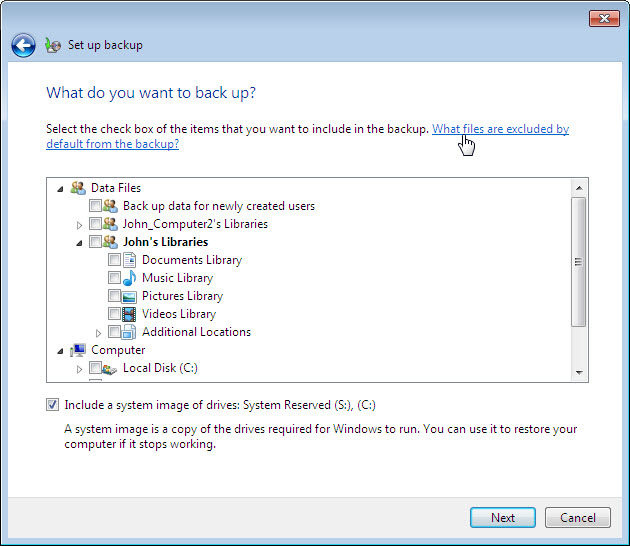 Set up backup
What do you want to back up?
Select the check box of the items that you want to include in the backup. What files are excluded by
default from the backup?
Data Files
Back up data for newly created users
John_Computer2's Libraries
John's Libraries
Documents Library
Music Library
Pictures Library
Videos Library
Additional Locations
Computer
Local Disk (C:)
Include a system image of drives: System Reserved (S:), (C:)
A system image is a copy of the drives required for Windows to run. You can use it to restore your
computer if it stops working.
Next
Cancel